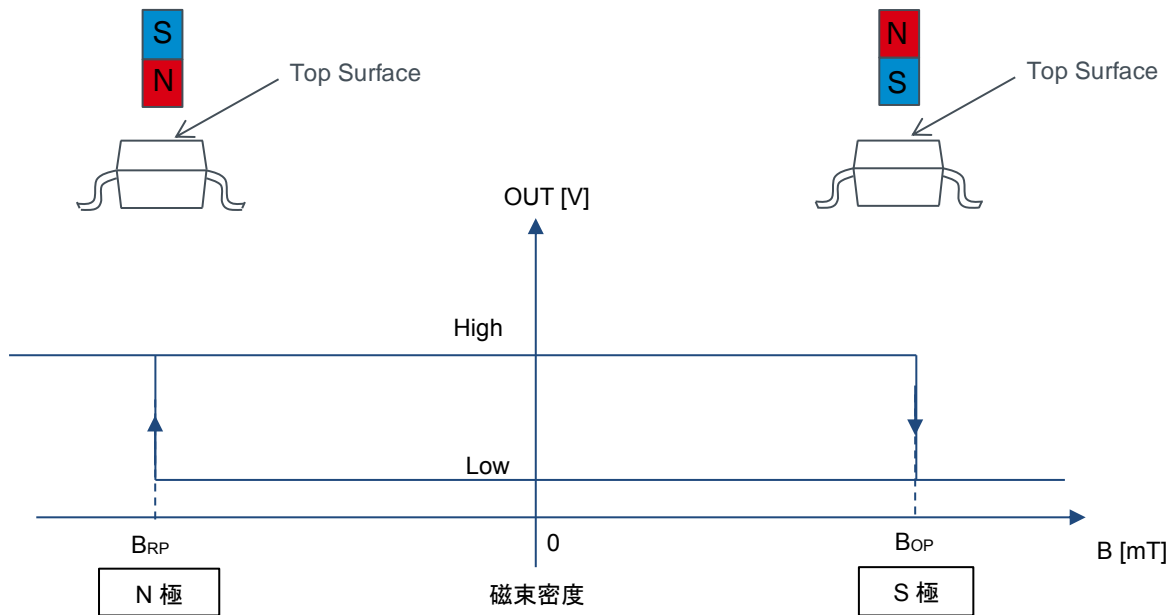 S
N
Top Surface
N
S
Top Surface
OUT [V]
High
Low
BRP
0
BOP
B [mT]
N 極
磁束密度
S 極